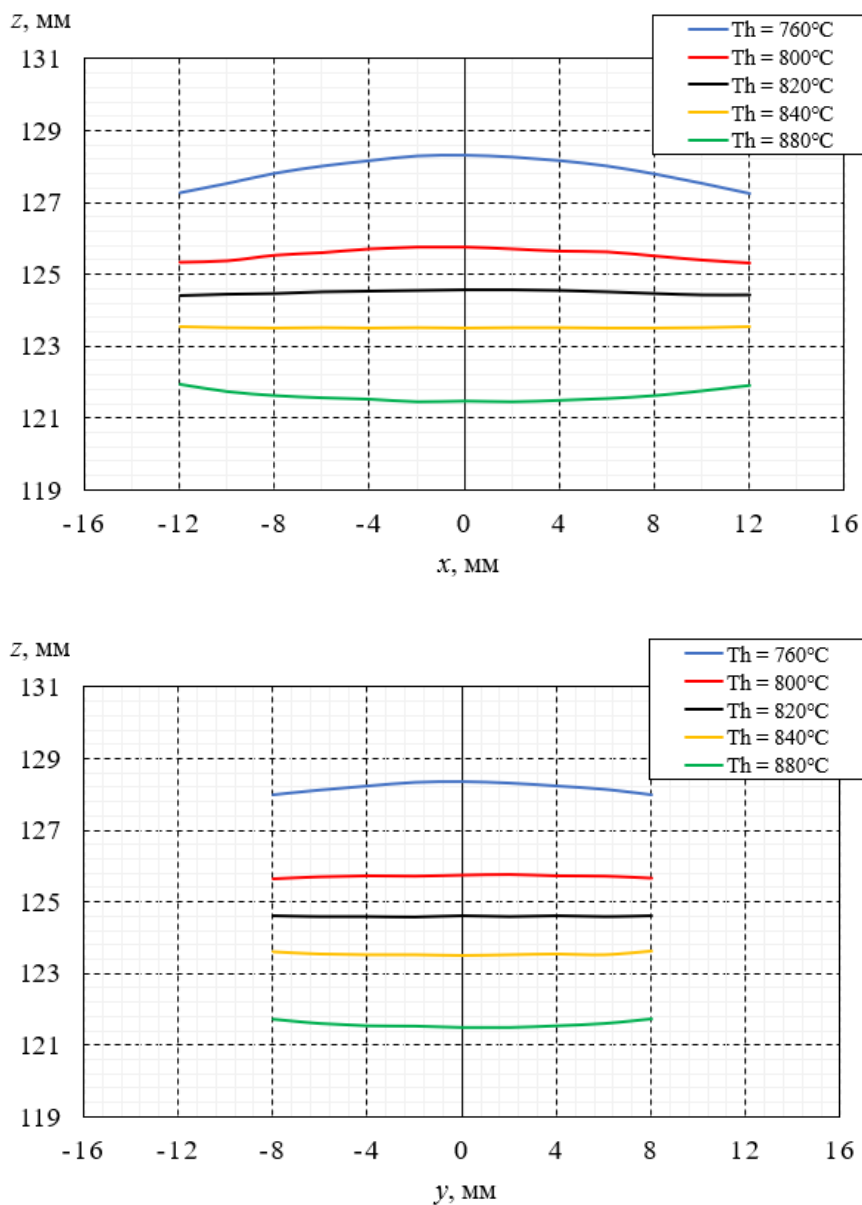 z, мм
Th = 760°C
Th = 800°C
Th = 820°C
Th = 840°C
Th = 880°C
131
129
127
125
123
121
119
-16 -12 -8 -4 0 4 8 12 16
x, мм
z, мм
Th = 760°C
Th = 800°C
Th = 820°C
Th = 840°C
Th = 880°C
131
129
127
125
123
121
119
-16 -12 -8 -4 0 4 8 12 16
y, мм